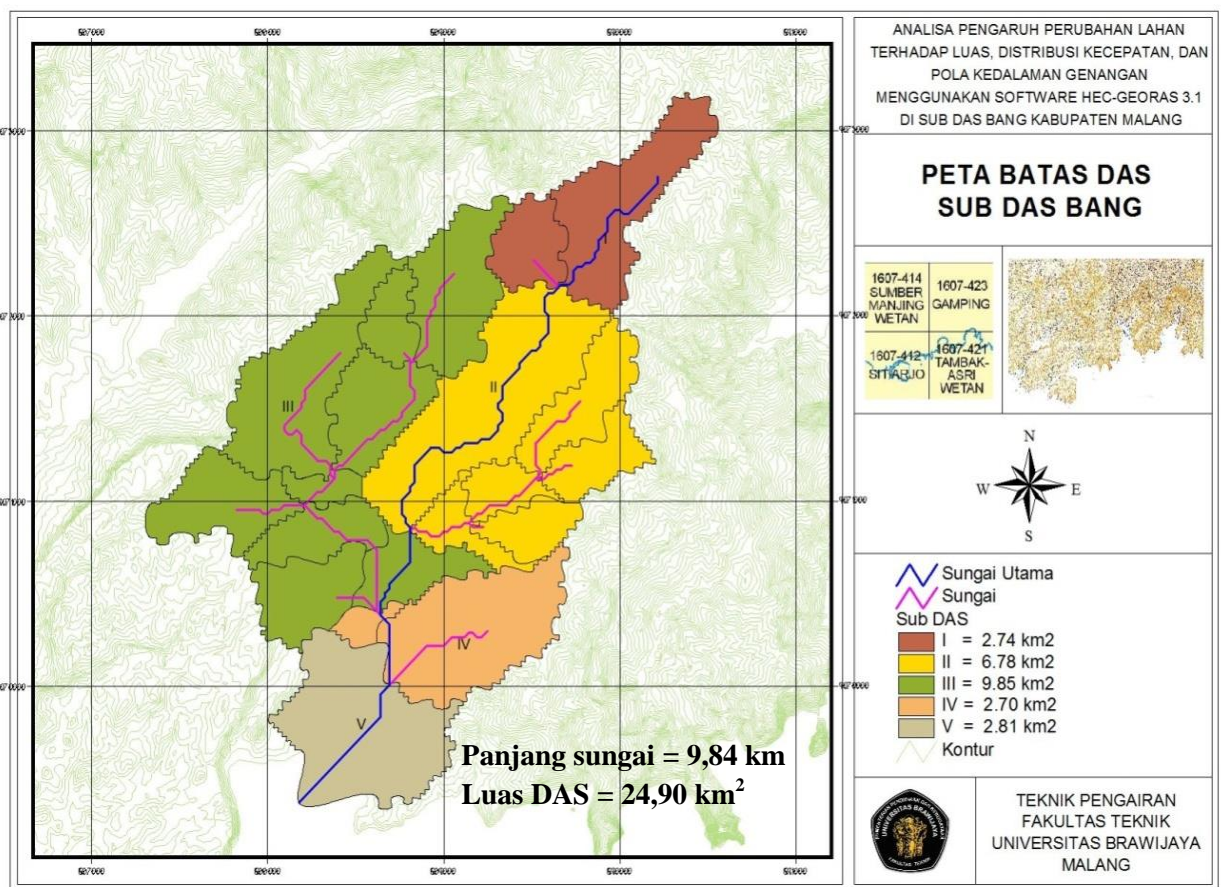 ANALISA PENGARUH PERUBAHAN LAHAN
TERHADAP LUAS, DISTRIBUSI KECEPATAN, DAN
POLA KEDALAMAN GENANGAN
MENGGUNAKAN SOFTWARE HEC-GEORAS 3.1
DI SUB DAS BANG KABUPATEN MALANG
PETA BATAS DAS
SUB DAS BANG
1607-414
SUMBER
MANJING
WETAN
1607-423
GAMPING
1607-412
SITIARJO
1607-421
TAMBAK-
ASRI
WETAN
N
W
E
S
Sungai Utama
Sungai
Sub DAS
I = 2.74 km2
II = 6.78 km2
III = 9.85 km2
IV = 2.70 km2
V = 2.81 km2
Kontur
TEKNIK PENGAIRAN
FAKULTAS TEKNIK
UNIVERSITAS BRAWIJAYA
MALANG
UNIVERSITAS BRAWIJAYA
FAKULTAS TEKNIK
I
II
III
IV
V
Panjang sungai = 9,84 km
Luas DAS = 24,90 km²